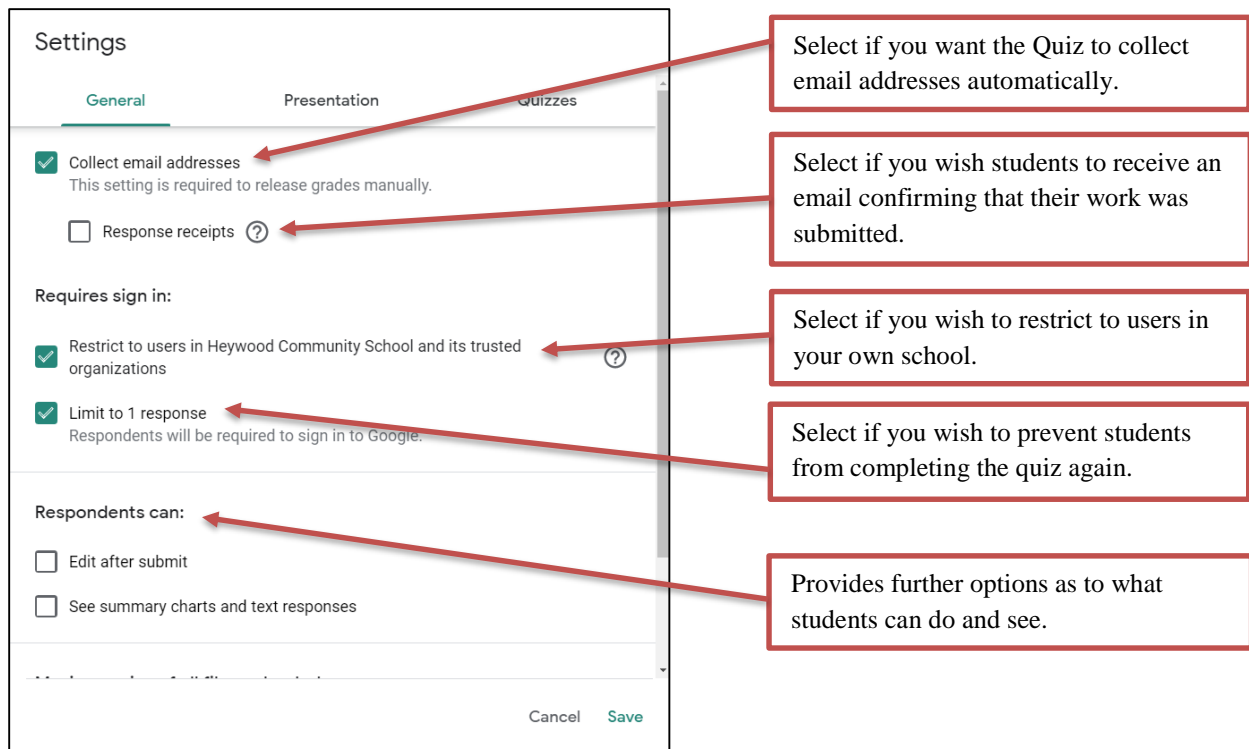 Settings
General Presentation Quizzes
Collect email addresses
This setting is required to release grades manually.
Response receipts
Requires sign in:
Restrict to users in Heywood Community School and its trusted
organizations
Limit to 1 response
Respondents will be required to sign in to Google.
Respondents can:
Edit after submit
See summary charts and text responses
Cancel Save
Select if you want the Quiz to collect
email addresses automatically.
Select if you wish students to receive an
email confirming that their work was
submitted.
Select if you wish to restrict to users in
your own school.
Select if you wish to prevent students
from completing the quiz again.
Provides further options as to what
students can do and see.